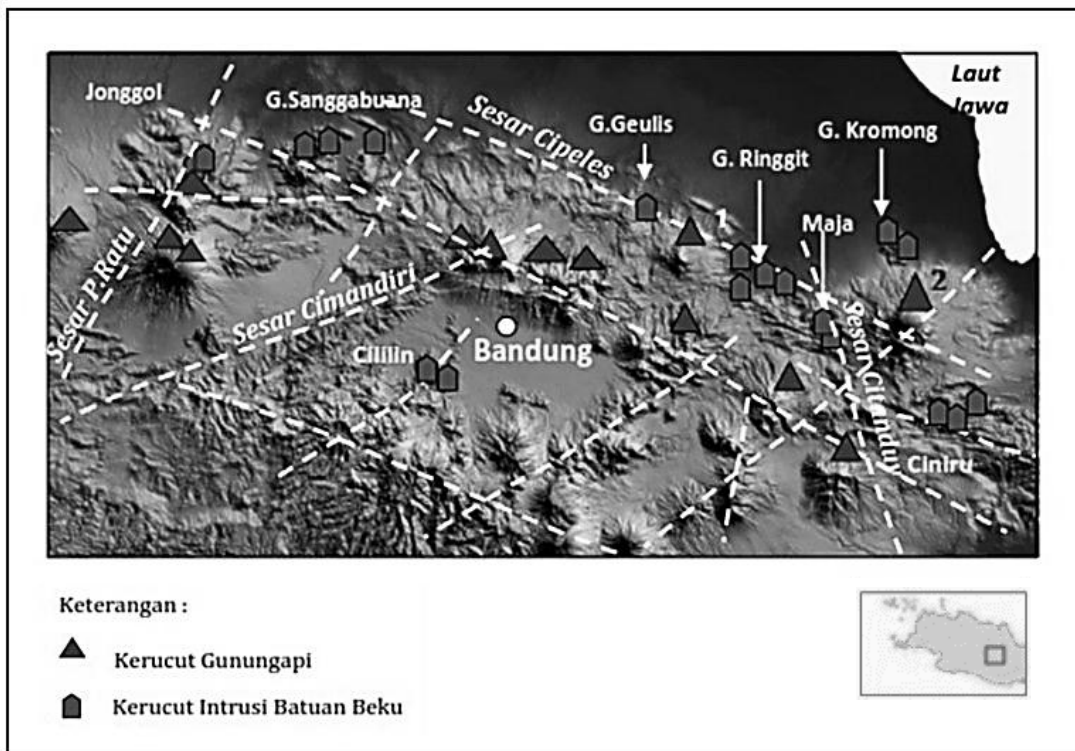 Laut
Jawa
Jonggol
G.Sanggabuana
Sesar Cipeles
G.Geulis
G. Kromong
G. Ringgit
1
Maja
2
Sesar P.Ratu
Sesar Cimandiri
Bandung
Sesar Citanduy
Cililin
Ciniru
Keterangan :
Kerucut Gunungapi
Kerucut Intrusi Batuan Beku